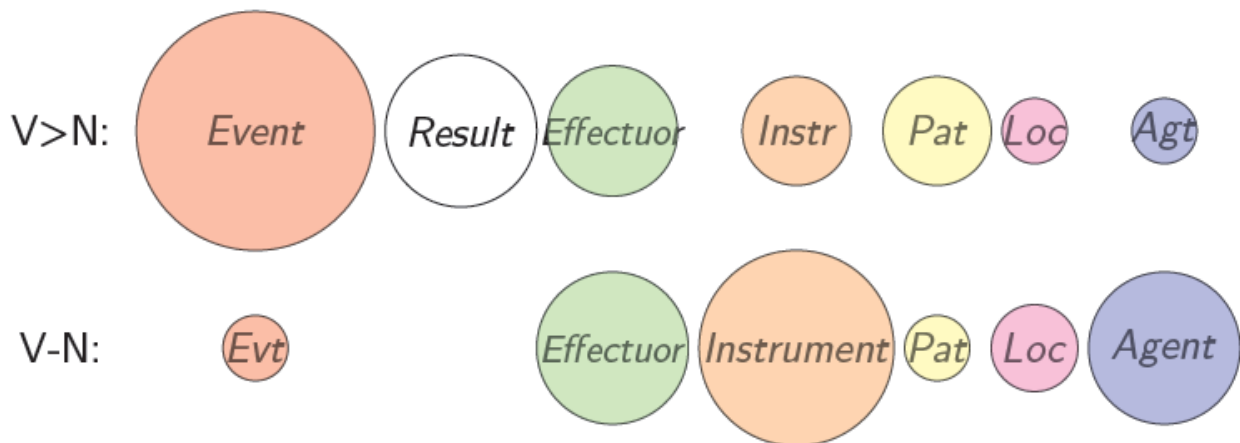 V>N: Event Result Effectuor Instr Pat Loc Agt
V-N: Evt Effectuor Instrument Pat Loc Agent